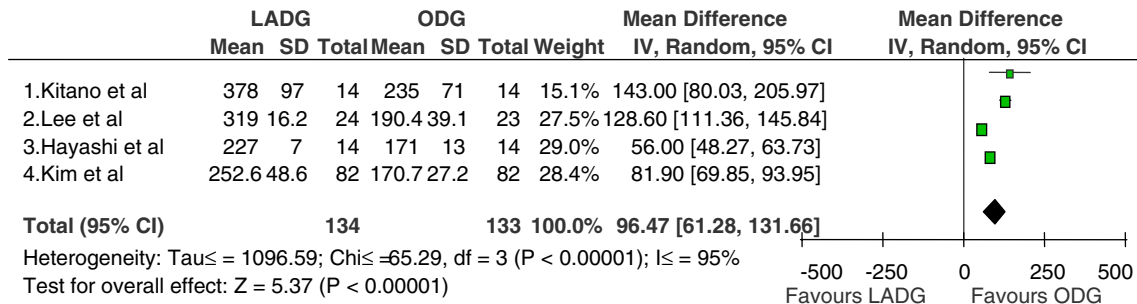 LADG ODG Mean Difference Mean Difference
Mean SD Total Mean SD Total Weight IV, Random, 95% CI IV, Random, 95% CI
1.Kitano et al 378 97 14 235 71 14 15.1% 143.00 [80.03, 205.97]
2.Lee et al 319 16.2 24 190.4 39.1 23 27.5% 128.60 [111.36, 145.84]
3.Hayashi et al 227 7 14 171 13 14 29.0% 56.00 [48.27, 63.73]
4.Kim et al 252.6 48.6 82 170.7 27.2 82 28.4% 81.90 [69.85, 93.95]
Total (95% CI) 134 133 100.0% 96.47 [61.28, 131.66]
Heterogeneity: Tau≤ = 1096.59; Chi≤ =65.29, df = 3 (P < 0.00001); I≤ = 95%
Test for overall effect: Z = 5.37 (P < 0.00001)
-500 -250 0 250 500
Favours LADG Favours ODG